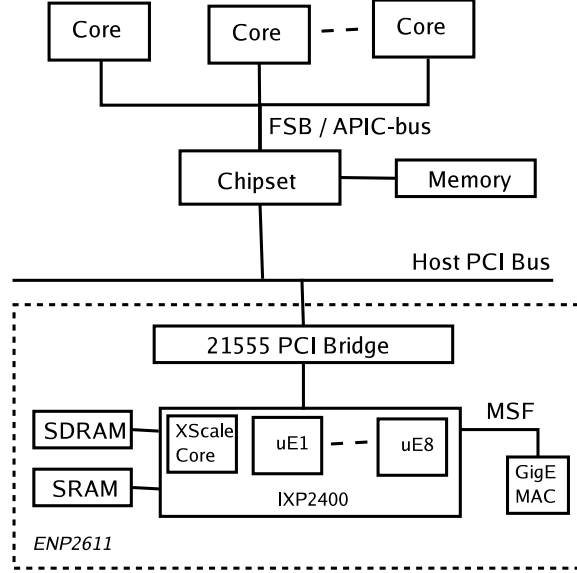 Core
Core
Core
FSB / APIC-bus
Chipset
Memory
Host PCI Bus
21555 PCI Bridge
MSF
SDRAM
XScale
Core
uE1
uE8
GigE
MAC
SRAM
IXP2400
ENP2611